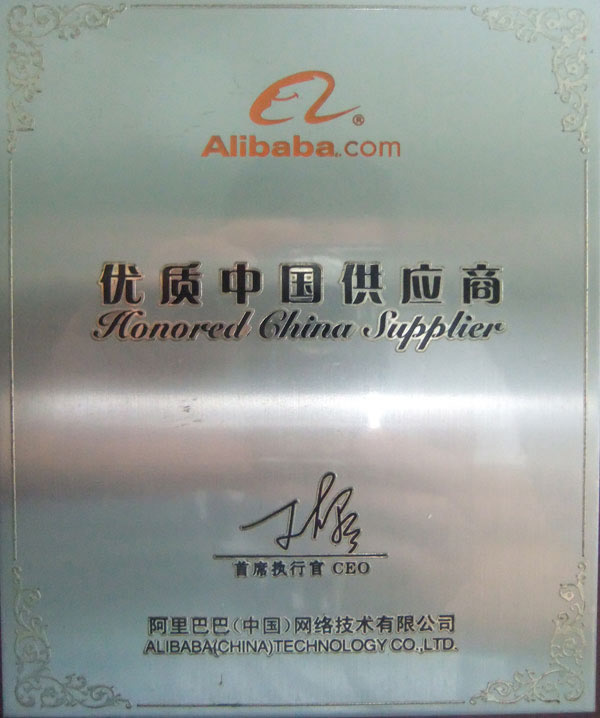 Alibaba.com
优质中国供应商
Honored China Supplier
首席执行官 CEO
阿里巴巴(中国)网络技术有限公司
ALIBABA(CHINA)TECHNOLOGY CO.,LTD.